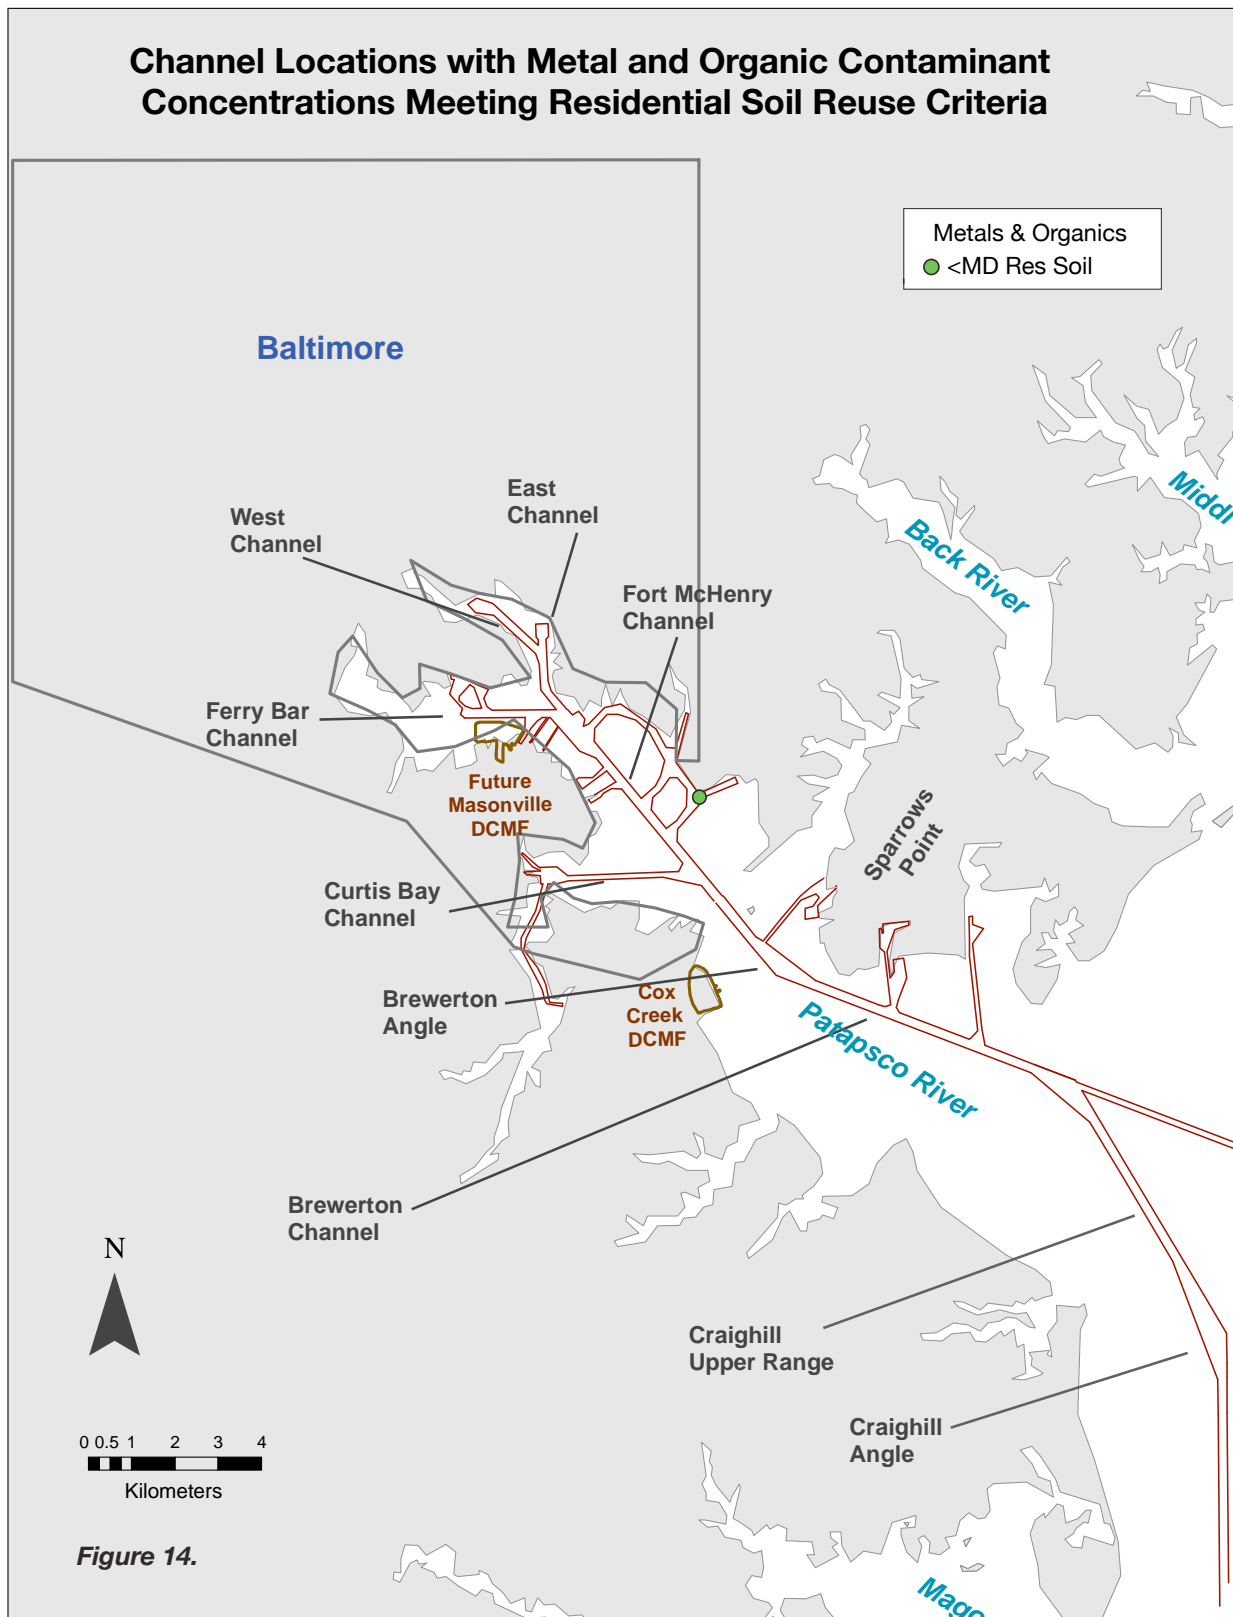 Channel Locations with Metal and Organic Contaminant
Concentrations Meeting Residential Soil Reuse Criteria
Metals & Organics
<MD Res Soil
Baltimore
East
Channel
West
Channel
Fort McHenry
Channel
Back River
Middl
Ferry Bar
Channel
Future
Masonville
DCMF
Sparrows
Point
Curtis Bay
Channel
Brewerton
Angle
Cox
Creek
DCMF
Patapsco River
Brewerton
Channel
N
Craighill
Upper Range
Craighill
Angle
0 0.5 1 2 3 4
Kilometers
Figure 14.
Mago